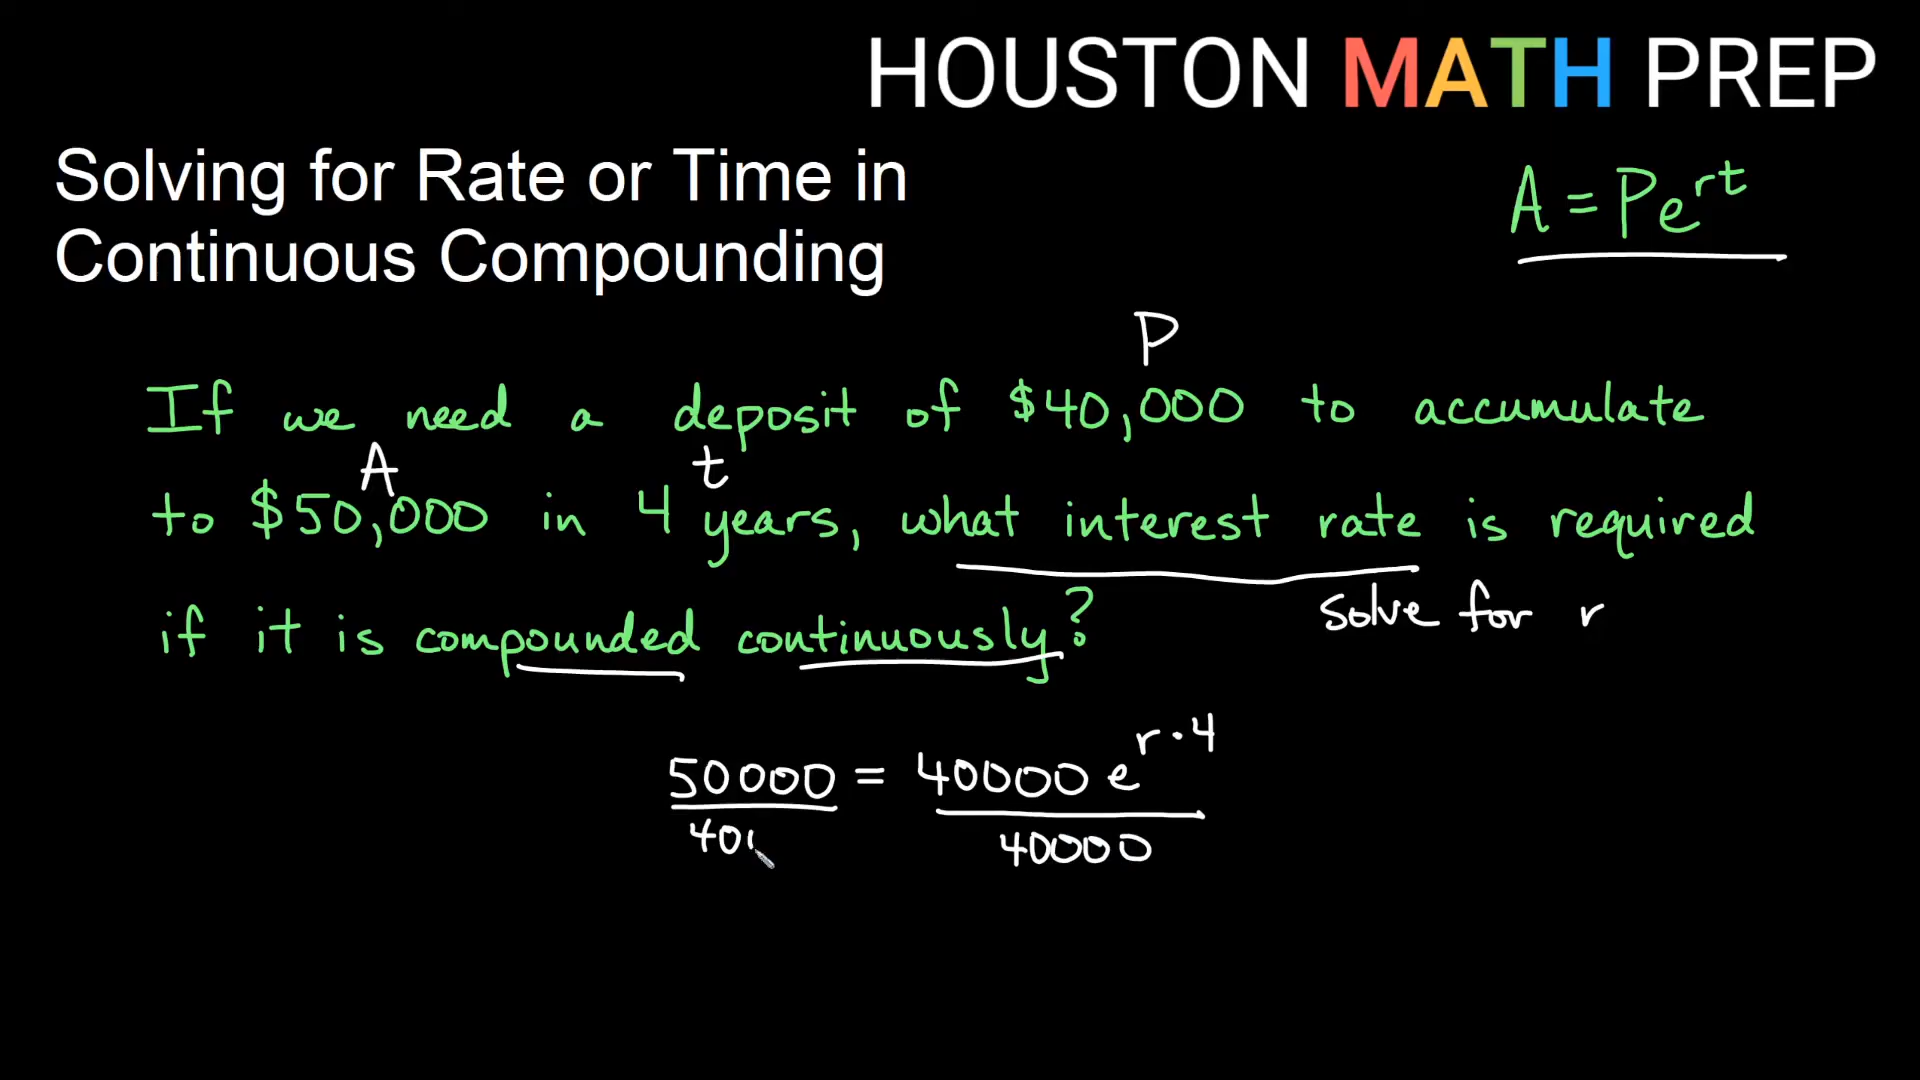 HOUSTON MATH PREP
Solving for Rate or Time in
Continuous Compounding
A = Pe^{rt}
P
If we need a deposit of $40,000 to accumulate
A t
to $50,000 in 4 years, what interest rate is required
solve for r
if it is compounded continuously?
50000 = 40000 e^{r·4}
40 40000